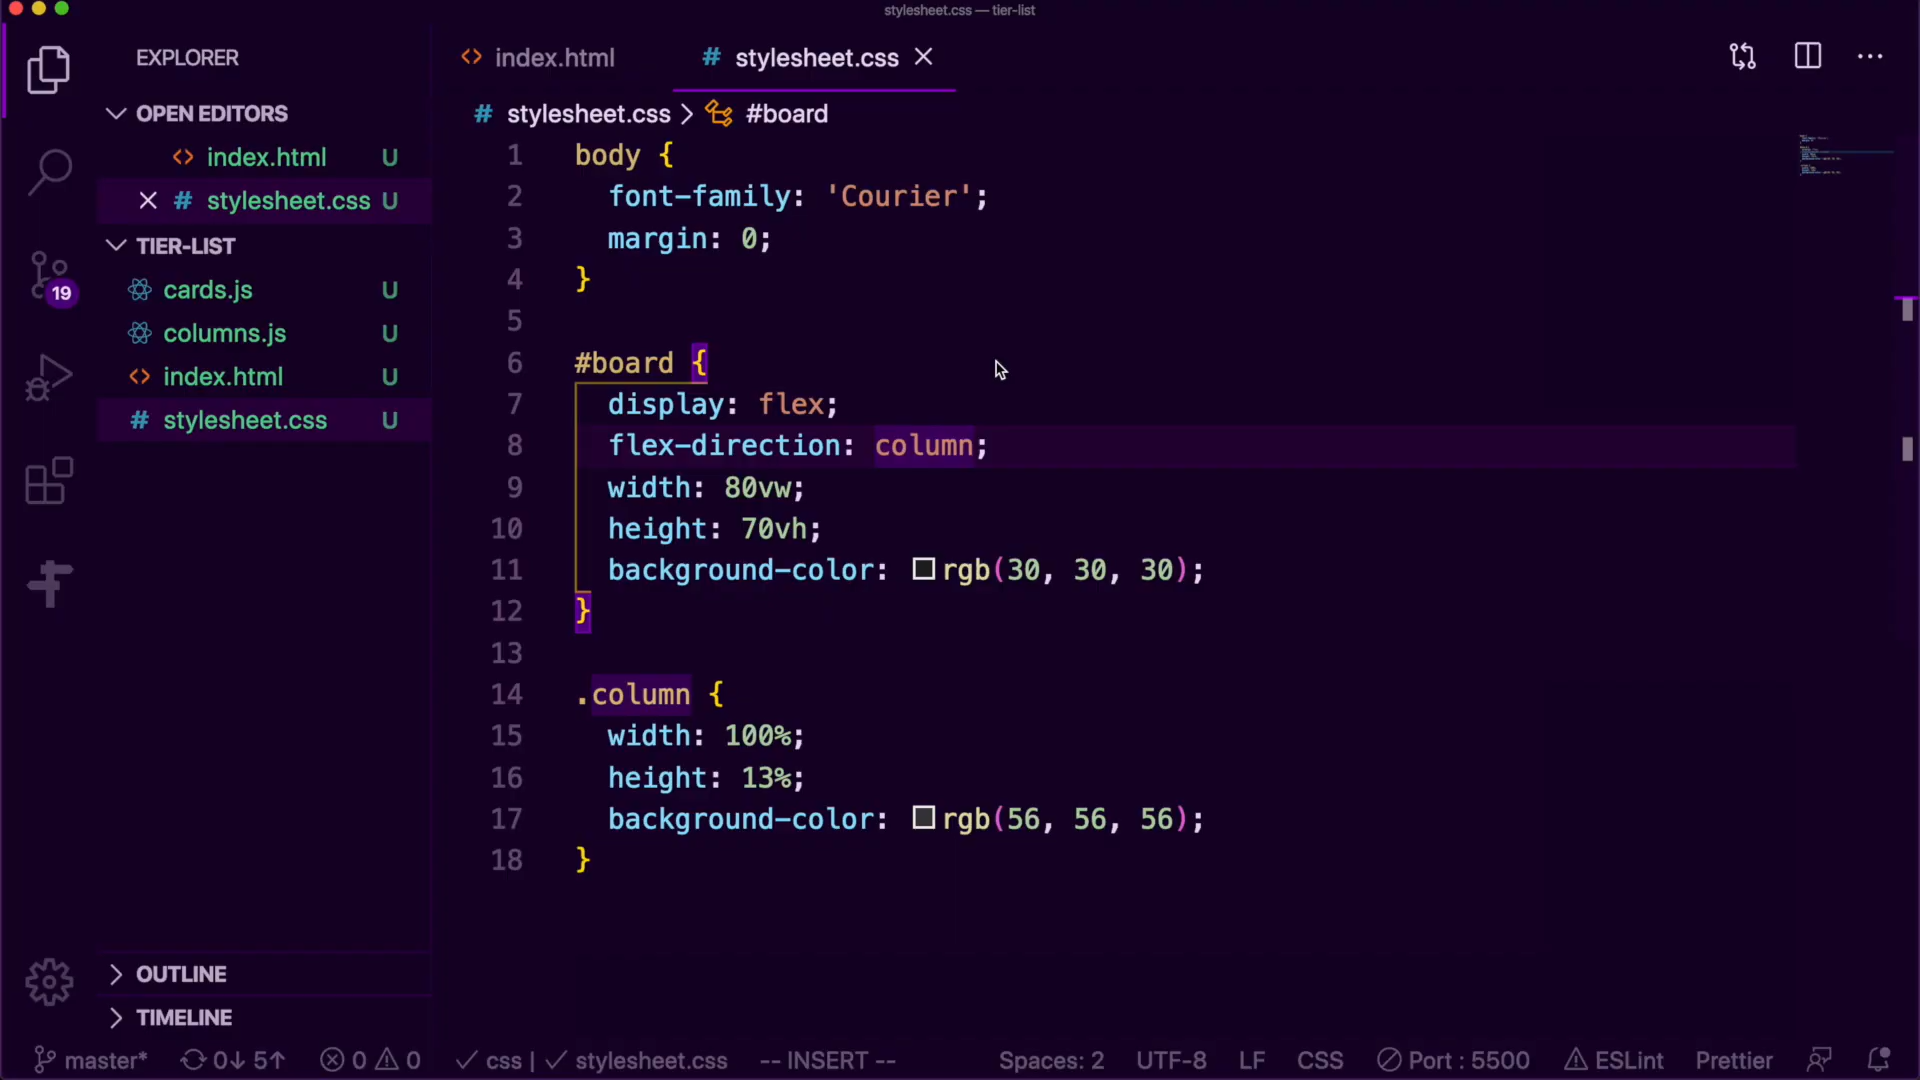 stylesheet.css — tier-list
EXPLORER
OPEN EDITORS
index.html U
stylesheet.css U
TIER-LIST
cards.js U
columns.js U
index.html U
stylesheet.css U
19
OUTLINE
TIMELINE
index.html
# stylesheet.css
# stylesheet.css > #board
1 body {
2 font-family: 'Courier';
3 margin: 0;
4 }
5
6 #board {
7 display: flex;
8 flex-direction: column;
9 width: 80vw;
10 height: 70vh;
11 background-color: rgb(30, 30, 30);
12 }
13
14 .column {
15 width: 100%;
16 height: 13%;
17 background-color: rgb(56, 56, 56);
18 }
master* 0↓ 5↑ 0 0 ✓ css | ✓ stylesheet.css -- INSERT -- Spaces: 2 UTF-8 LF CSS Port : 5500 ESLint Prettier